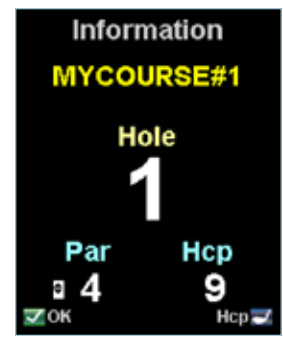 Information
MYCOURSE#1
Hole
1
Par Hcp
4 9
OK Hcp